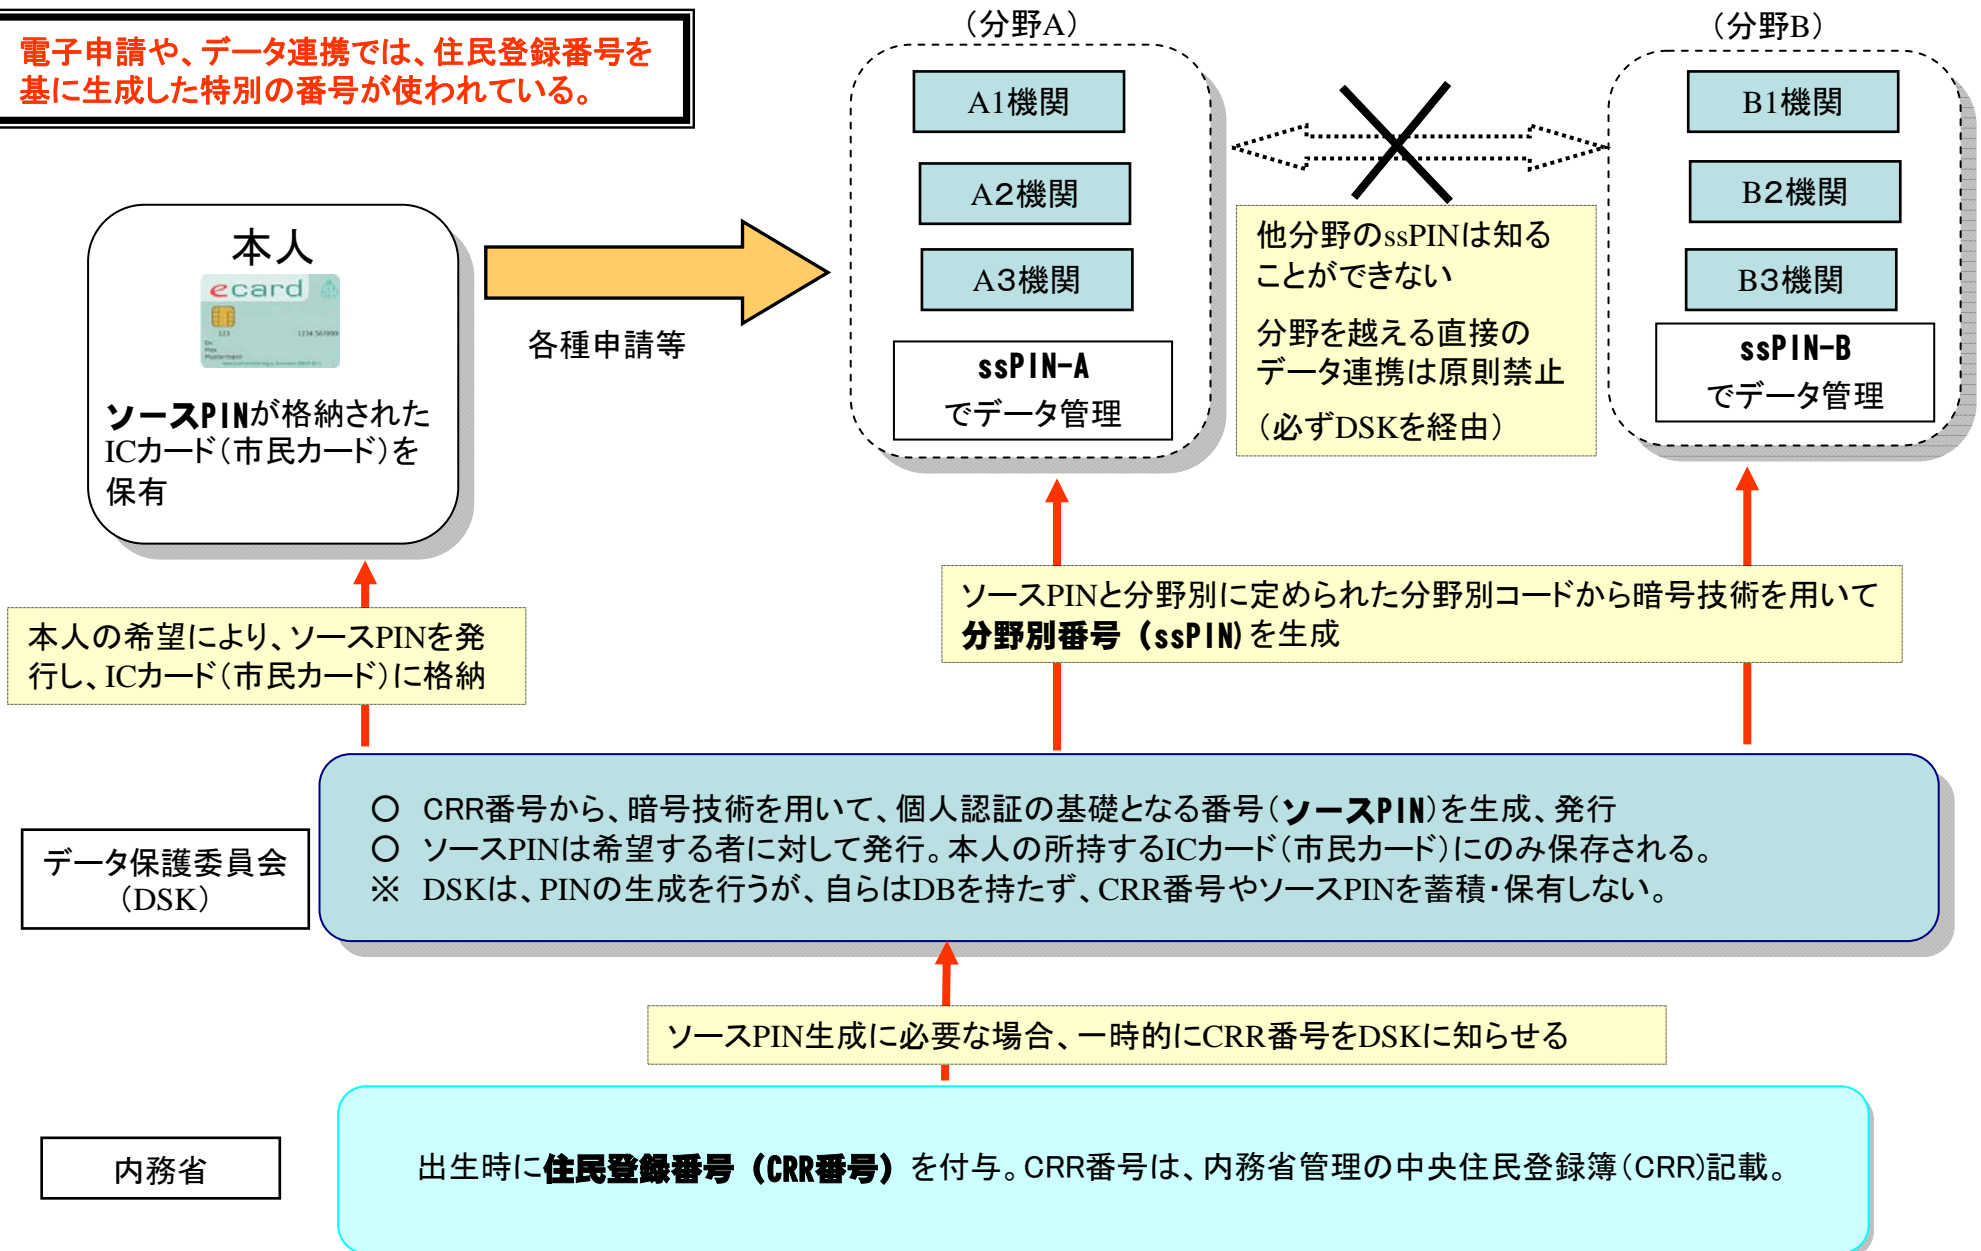 電子申請や、データ連携では、住民登録番号を
基に生成した特別の番号が使われている。
（分野A）
A1機関
A２機関
A３機関
ssPIN-A
でデータ管理
（分野B）
B1機関
B２機関
B３機関
ssPIN-B
でデータ管理
他分野のssPINは知る
ことができない
分野を越える直接の
データ連携は原則禁止
（必ずDSKを経由）
本人
ecard
123
1234 567890
Dr.
Max
Mustermann
ソースPINが格納された
ICカード（市民カード）を
保有
各種申請等
本人の希望により、ソースPINを発
行し、ICカード（市民カード）に格納
ソースPINと分野別に定められた分野別コードから暗号技術を用いて
分野別番号（ssPIN)を生成
データ保護委員会
（DSK）
○ CRR番号から、暗号技術を用いて、個人認証の基礎となる番号（ソースPIN）を生成、発行
○ ソースPINは希望する者に対して発行。本人の所持するICカード（市民カード）にのみ保存される。
※ DSKは、PINの生成を行うが、自らはDBを持たず、CRR番号やソースPINを蓄積・保有しない。
ソースPIN生成に必要な場合、一時的にCRR番号をDSKに知らせる
内務省
出生時に住民登録番号（CRR番号）を付与。CRR番号は、内務省管理の中央住民登録簿（CRR)記載。